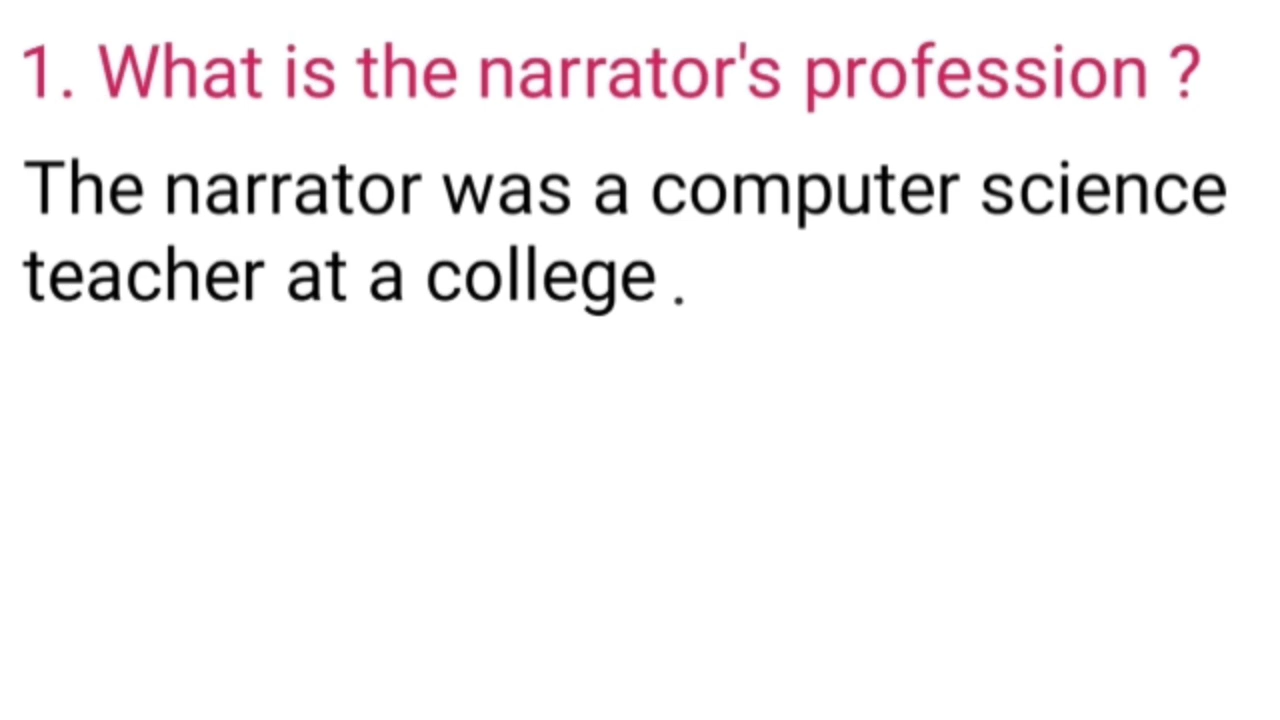 1. What is the narrator's profession ?
The narrator was a computer science
teacher at a college .